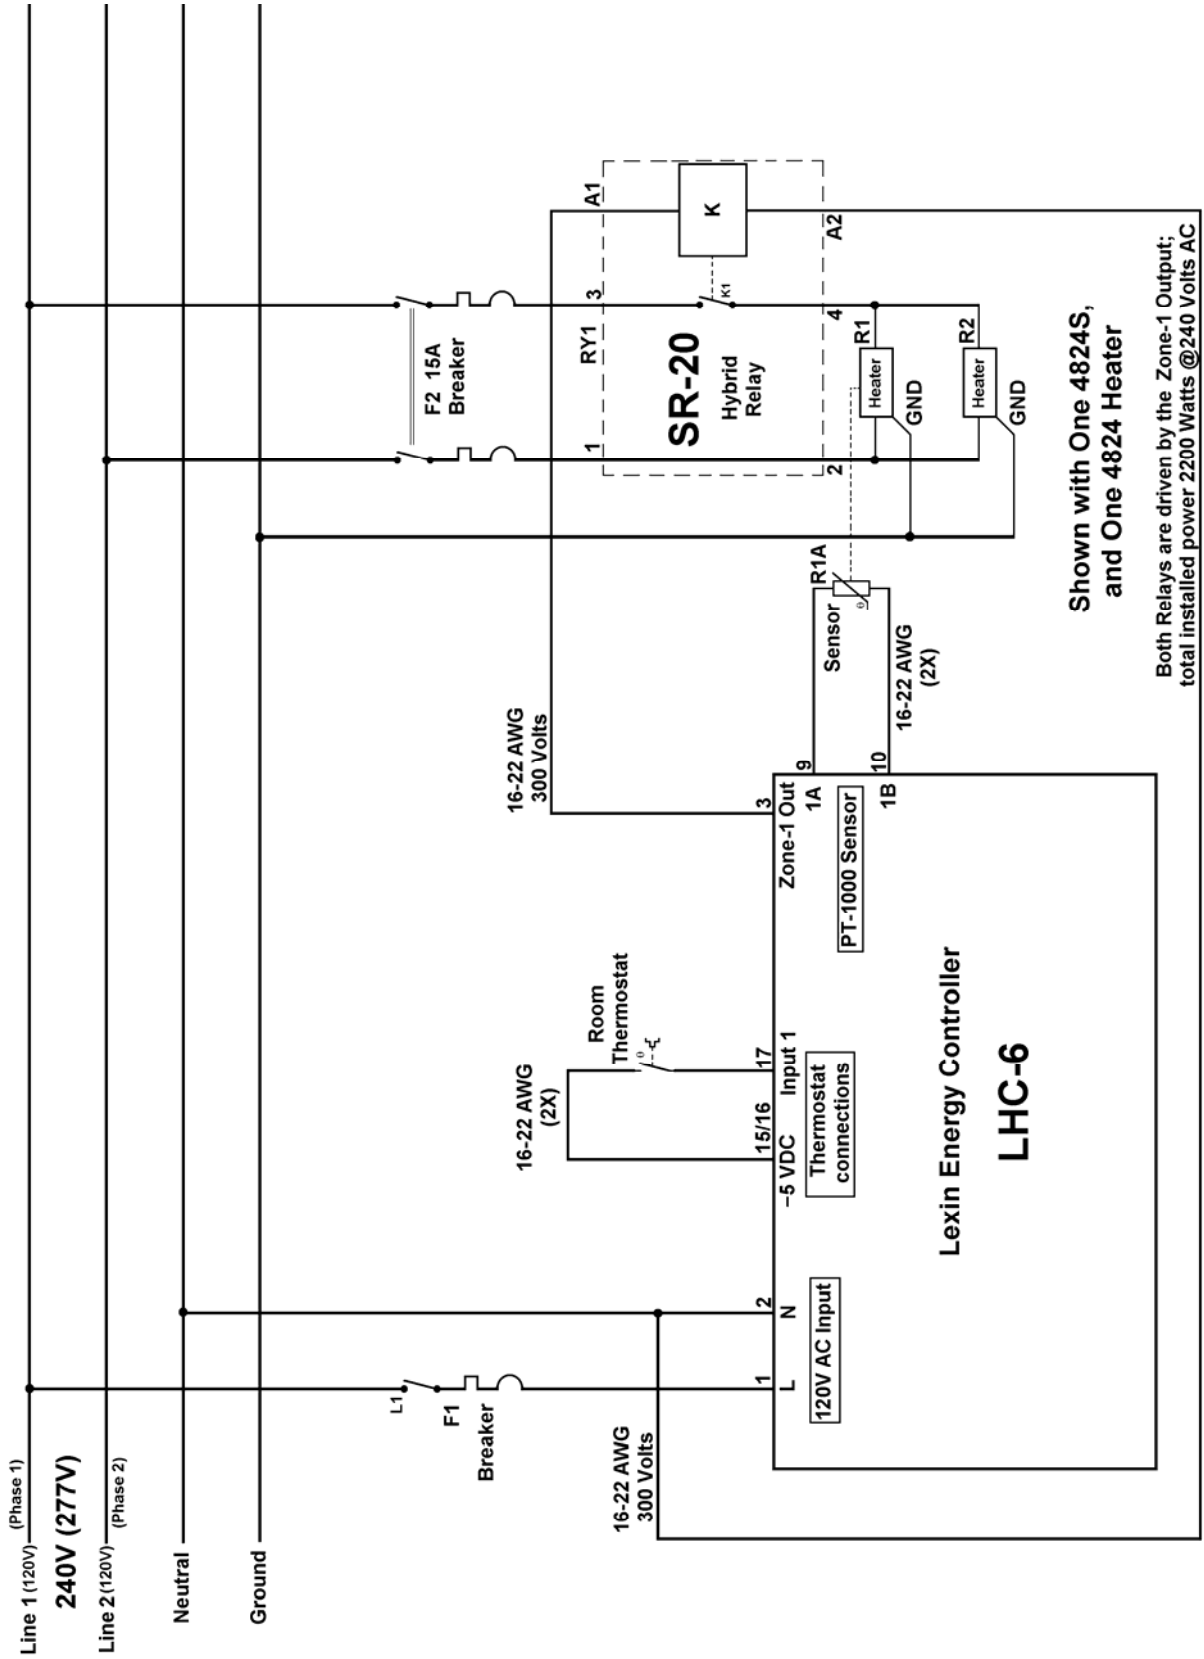 Line 1 (120V) (Phase 1)
240V (277V)
Line 2 (120V) (Phase 2)
Neutral
Ground
L1
F1
Breaker
F2 15A
Breaker
16-22 AWG
300 Volts
16-22 AWG
(2X)
Room
Thermostat
θ
16-22 AWG
300 Volts
A1
3
RY1
1
K
K1
SR-20
Hybrid
Relay
A2
4
2
R1
Heater
GND
R2
Heater
GND
R1A
Sensor
θ
16-22 AWG
(2X)
1
2
15/16
17
3
9
10
L
N
−5 VDC
Input 1
Zone-1 Out
1A
1B
120V AC Input
Thermostat
connections
PT-1000 Sensor
Lexin Energy Controller
LHC-6
Shown with One 4824S,
and One 4824 Heater
Both Relays are driven by the Zone-1 Output;
total installed power 2200 Watts @240 Volts AC